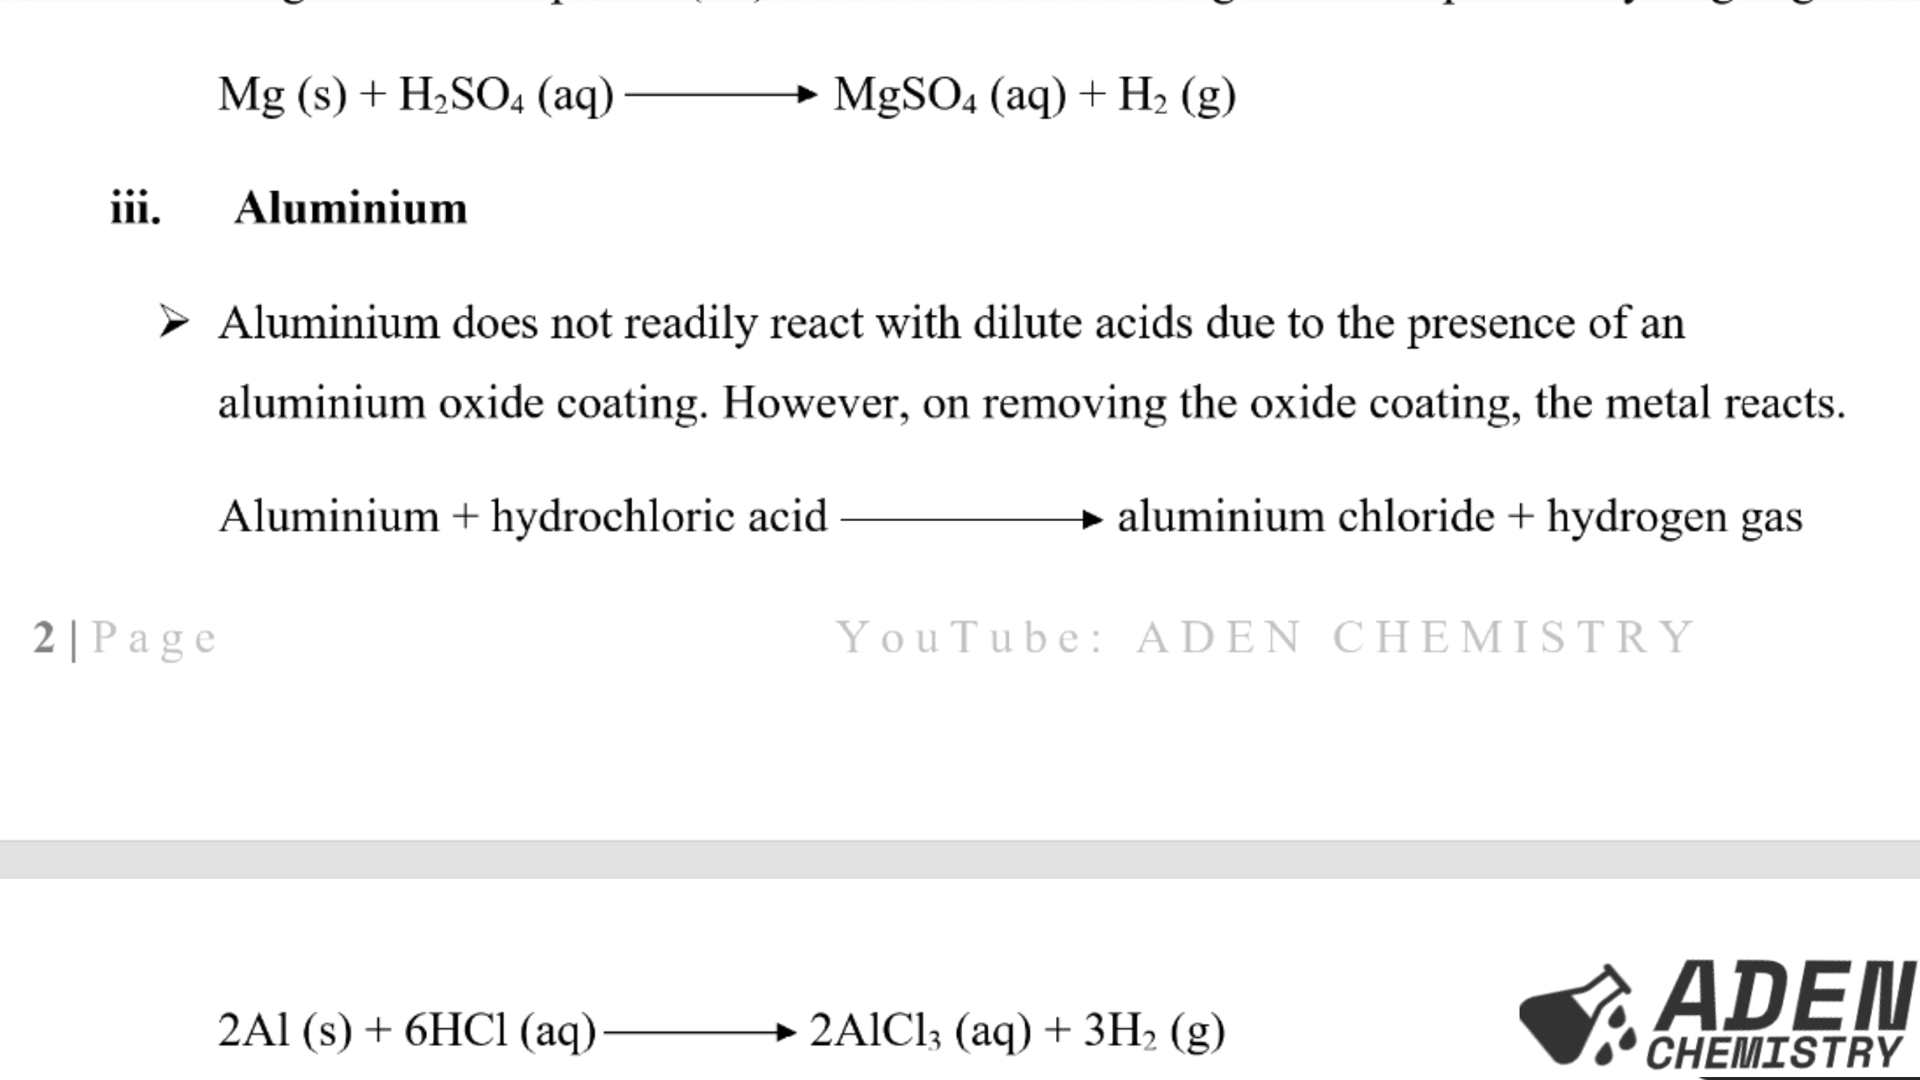 Mg (s) + H₂SO₄ (aq) ⟶ MgSO₄ (aq) + H₂ (g)
iii. Aluminium
➢ Aluminium does not readily react with dilute acids due to the presence of an
aluminium oxide coating. However, on removing the oxide coating, the metal reacts.
Aluminium + hydrochloric acid ⟶ aluminium chloride + hydrogen gas
2 | Page YouTube: ADEN CHEMISTRY
2Al (s) + 6HCl (aq) ⟶ 2AlCl₃ (aq) + 3H₂ (g)
ADEN
CHEMISTRY